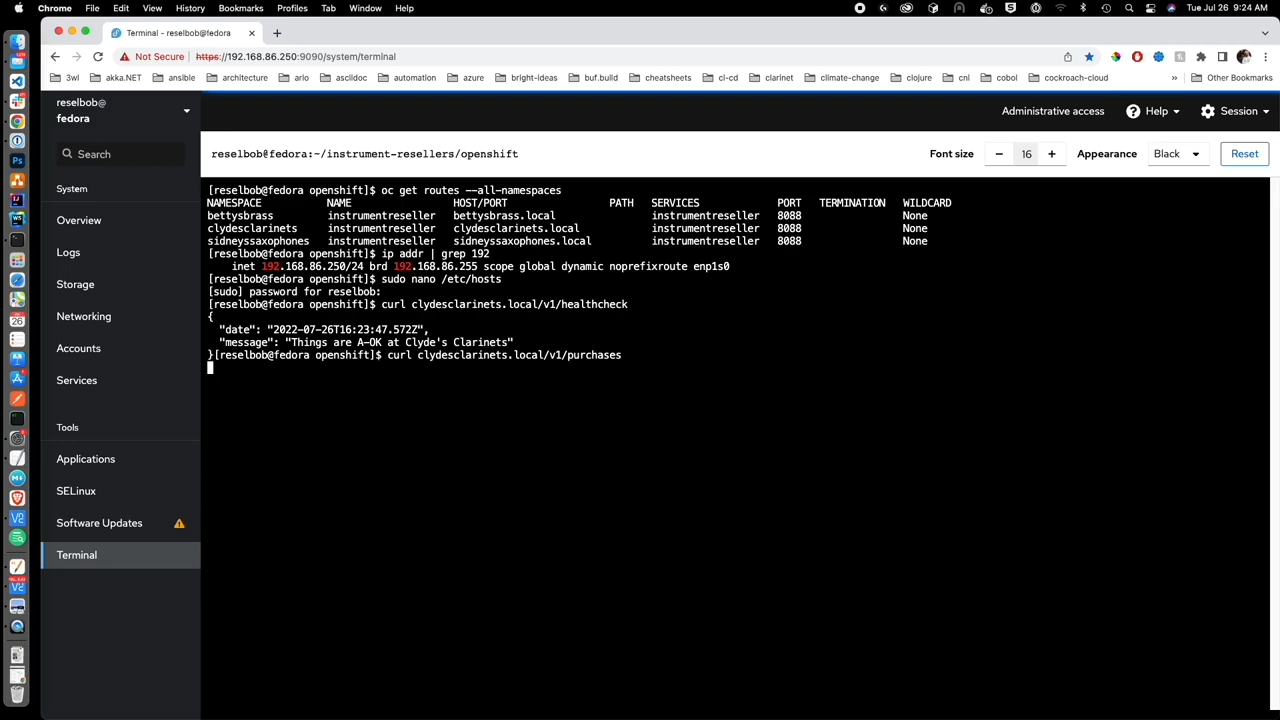 Chrome File Edit View History Bookmarks Profiles Tab Window Help Tue Jul 26 9:24 AM
Terminal - reselbob@fedora
Not Secure https://192.168.86.250:9090/system/terminal
3wl akka.NET ansible architecture arlo asciidoc automation azure bright-ideas buf.build cheatsheets ci-cd clarinet climate-change clojure cnl cobol cockroach-cloud » Other Bookmarks
reselbob@
fedora
Administrative access Help Session
Search
reselbob@fedora:~/instrument-resellers/openshift Font size 16 Appearance Black Reset
System
Overview
Logs
Storage
Networking
Accounts
Services
Tools
Applications
SELinux
Software Updates
Terminal
[reselbob@fedora openshift]$ oc get routes --all-namespaces
NAMESPACE NAME HOST/PORT PATH SERVICES PORT TERMINATION WILDCARD
bettysbrass instrumentreseller bettysbrass.local instrumentreseller 8088 None
clydesclarinets instrumentreseller clydesclarinets.local instrumentreseller 8088 None
sidneyssaxophones instrumentreseller sidneyssaxophones.local instrumentreseller 8088 None
[reselbob@fedora openshift]$ ip addr | grep 192
inet 192.168.86.250/24 brd 192.168.86.255 scope global dynamic noprefixroute enp1s0
[reselbob@fedora openshift]$ sudo nano /etc/hosts
[sudo] password for reselbob:
[reselbob@fedora openshift]$ curl clydesclarinets.local/v1/healthcheck
{
"date": "2022-07-26T16:23:47.572Z",
"message": "Things are A-OK at Clyde's Clarinets"
}[reselbob@fedora openshift]$ curl clydesclarinets.local/v1/purchases